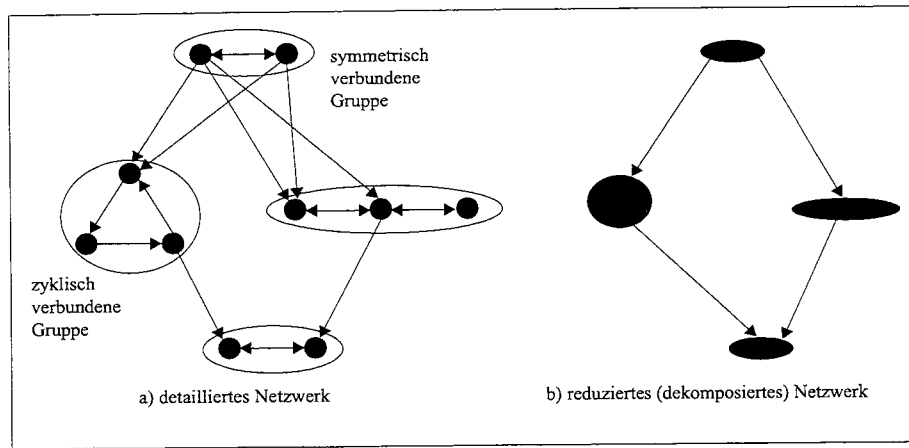 symmetrisch
verbundene
Gruppe
zyklisch
verbundene
Gruppe
a) detailliertes Netzwerk
b) reduziertes (dekomposiertes) Netzwerk